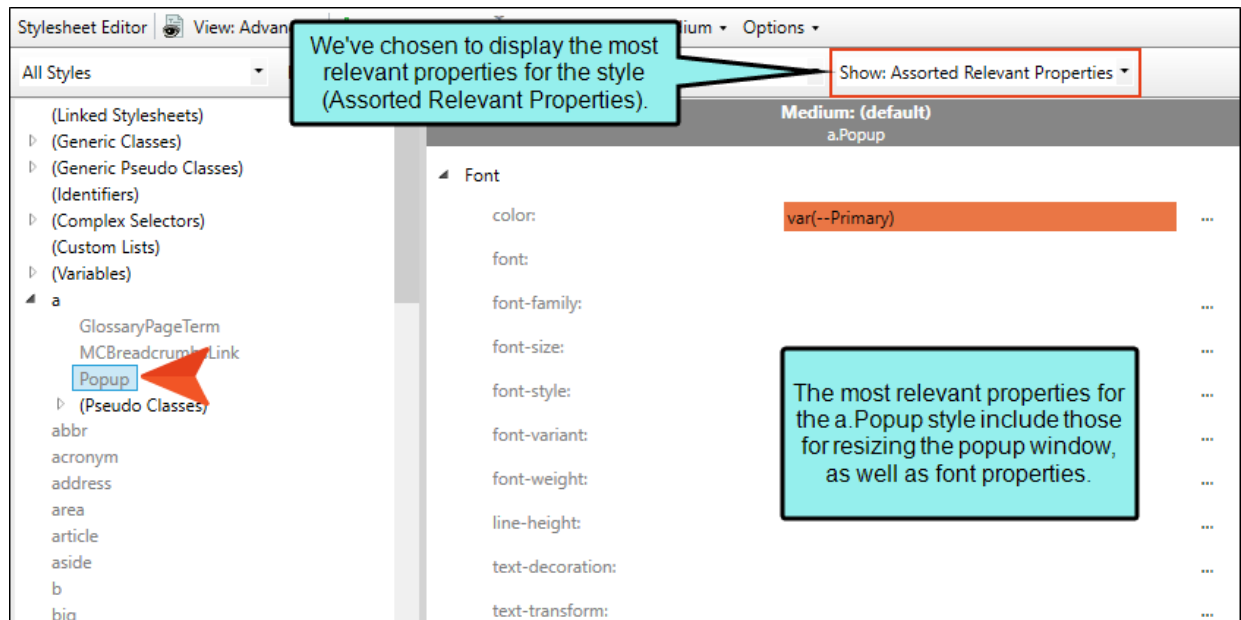 Stylesheet Editor View: Advan ium Options
We've chosen to display the most
relevant properties for the style
(Assorted Relevant Properties).
All Styles Show: Assorted Relevant Properties
(Linked Stylesheets)
(Generic Classes)
(Generic Pseudo Classes)
(Identifiers)
(Complex Selectors)
(Custom Lists)
(Variables)
a
GlossaryPageTerm
MCBreadcrumbsLink
Popup
(Pseudo Classes)
abbr
acronym
address
area
article
aside
b
big
Medium: (default)
a.Popup
Font
color: var(--Primary) ...
font:
font-family: ...
font-size: ...
font-style: ...
font-variant: ...
font-weight: ...
line-height: ...
text-decoration: ...
text-transform: ...
The most relevant properties for
the a.Popup style include those
for resizing the popup window,
as well as font properties.